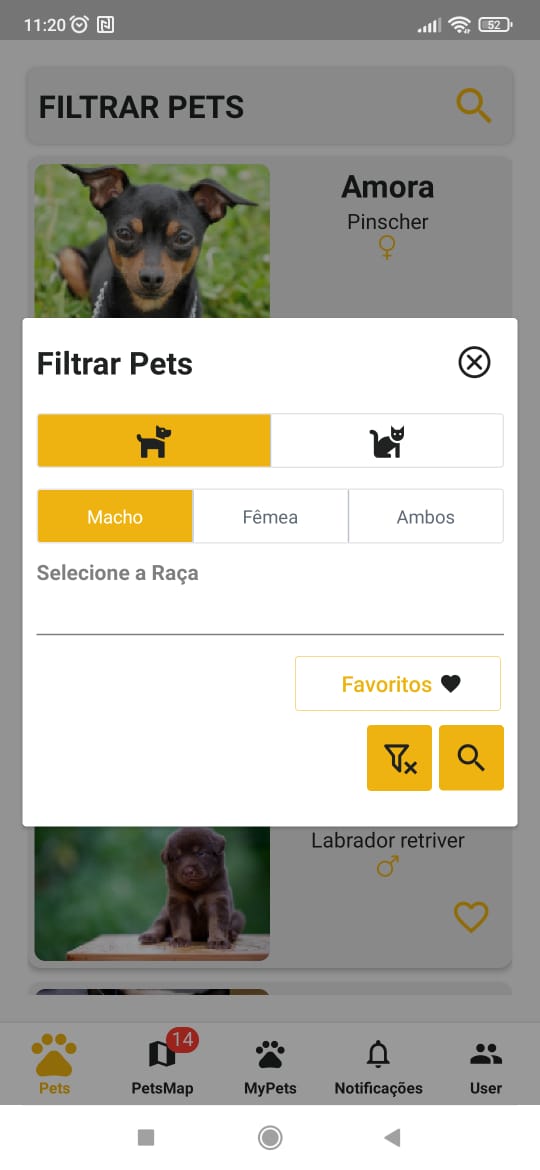 11:20
52
FILTRAR PETS
Amora
Pinscher
Filtrar Pets
Macho
Fêmea
Ambos
Selecione a Raça
Favoritos
Labrador retriver
14
Pets
PetsMap
MyPets
Notificações
User